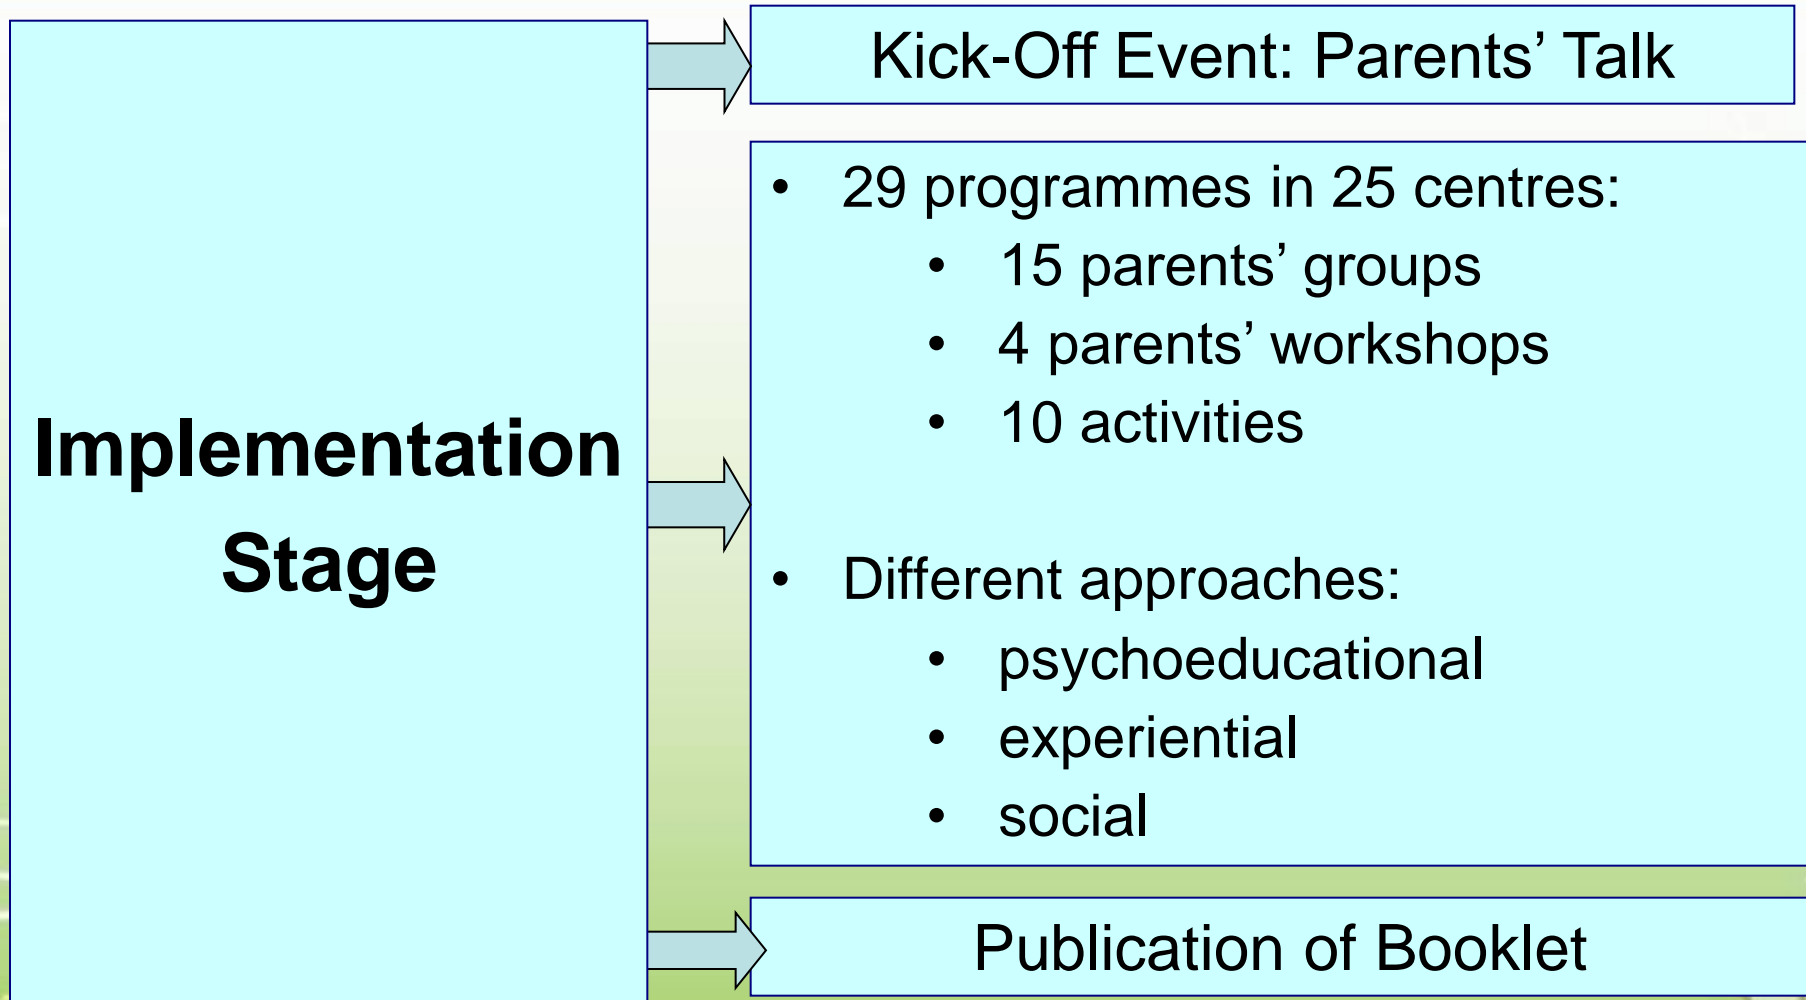 Implementation
Stage
Kick-Off Event: Parents’ Talk
• 29 programmes in 25 centres:
• 15 parents’ groups
• 4 parents’ workshops
• 10 activities
• Different approaches:
• psychoeducational
• experiential
• social
Publication of Booklet